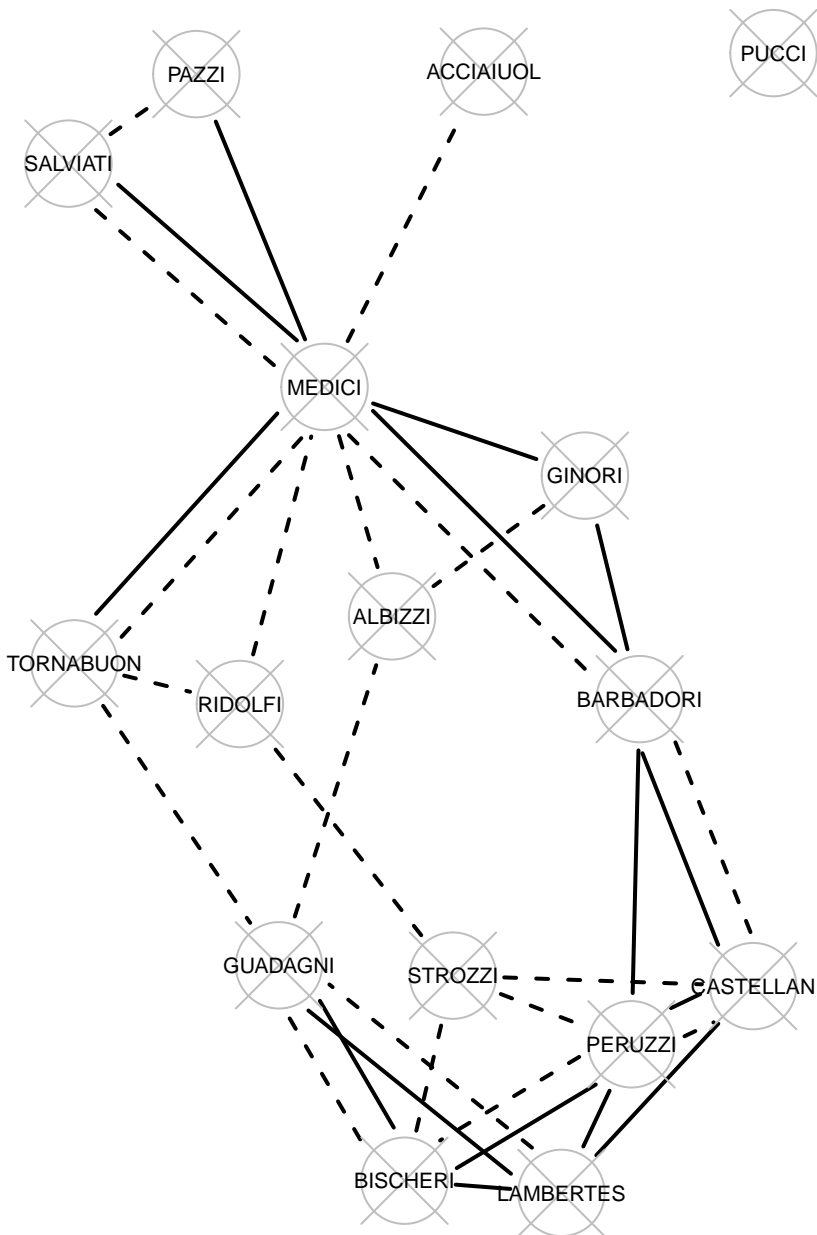 PUCCI
ACCIAIUOL
PAZZI
SALVIATI
MEDICI
GINORI
ALBIZZI
TORNABUON
RIDOLFI
BARBADORI
GUADAGNI
STROZZI
CASTELLAN
PERUZZI
BISCHERI
LAMBERTES